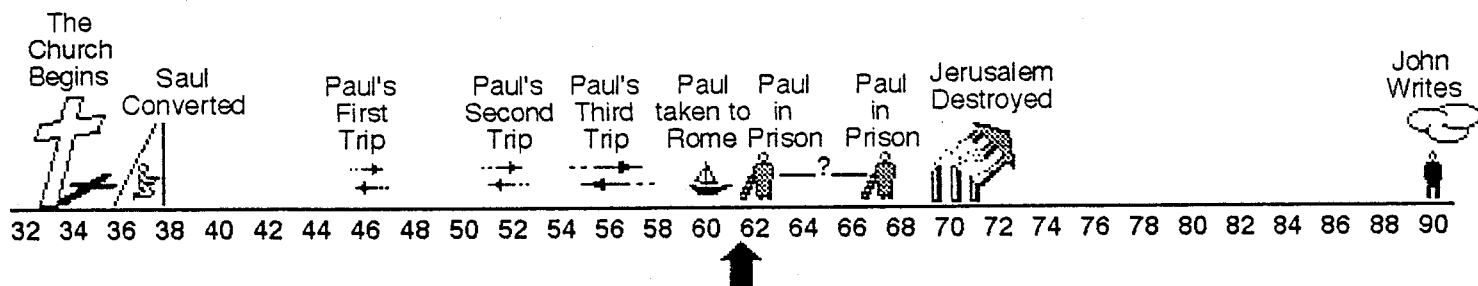 The
Church
Begins
Saul
Converted
Paul's
First
Trip
Paul's
Second
Trip
Paul's
Third
Trip
Paul
taken to
Rome
Paul
in
Prison
?
Paul
in
Prison
Jerusalem
Destroyed
John
Writes
32 34 36 38 40 42 44 46 48 50 52 54 56 58 60 62 64 66 68 70 72 74 76 78 80 82 84 86 88 90